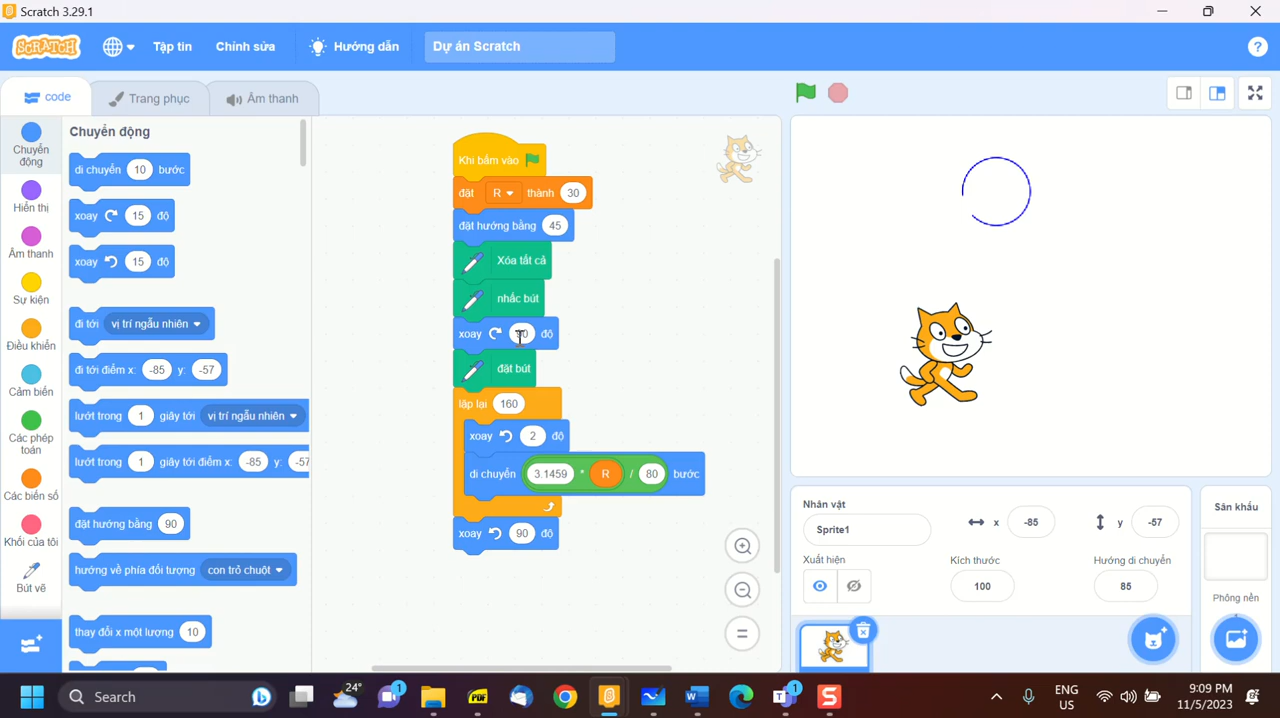 Scratch 3.29.1
SCRATCH
Tập tin
Chỉnh sửa
Hướng dẫn
Dự án Scratch
?
code
Trang phục
Âm thanh
Chuyển động
Hiển thị
Âm thanh
Sự kiện
Điều khiển
Cảm biến
Các phép toán
Các biến số
Khối của tôi
Bút vẽ
Chuyển động
di chuyển 10 bước
xoay 15 độ
xoay 15 độ
đi tới vị trí ngẫu nhiên
đi tới điểm x: -85 y: -57
lướt trong 1 giây tới vị trí ngẫu nhiên
lướt trong 1 giây tới điểm x: -85 y: -57
đặt hướng bằng 90
hướng về phía đối tượng con trỏ chuột
thay đổi x một lượng 10
Khi bấm vào
đặt R thành 30
đặt hướng bằng 45
Xóa tất cả
nhấc bút
xoay độ
đặt bút
lặp lại 160
xoay 2 độ
di chuyển 3.1459 * R / 80 bước
xoay 90 độ
Nhân vật
Sprite1
x -85
y -57
Xuất hiện
Kích thước
100
Hướng di chuyển
85
Sân khấu
Phông nền
Search
24°
1
PDF
W
T
1
S
ENG
US
9:09 PM
11/5/2023